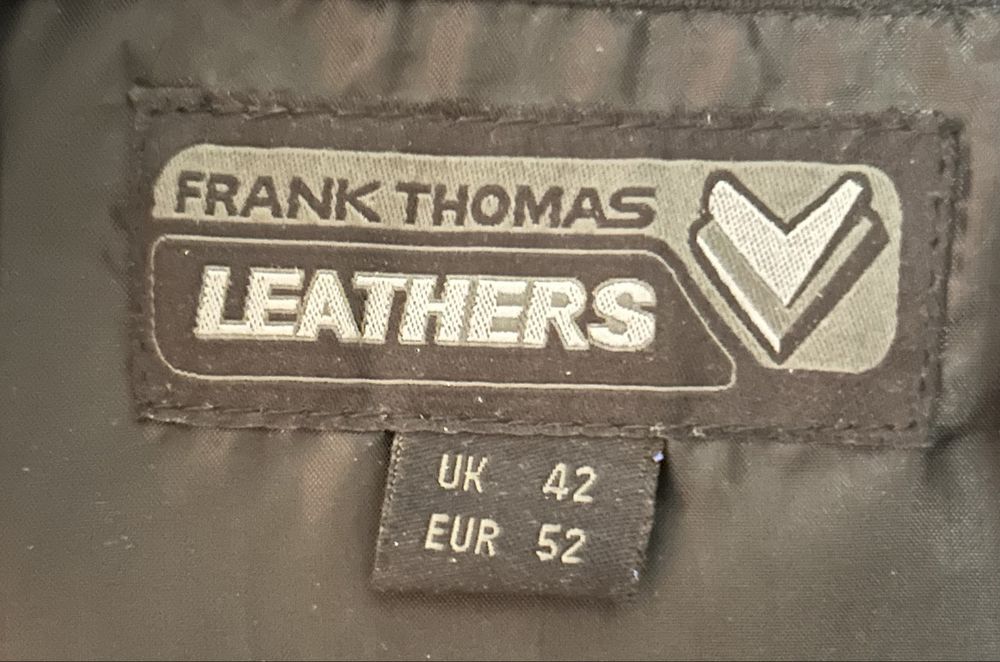 FRANK THOMAS
LEATHERS
UK 42
EUR 52